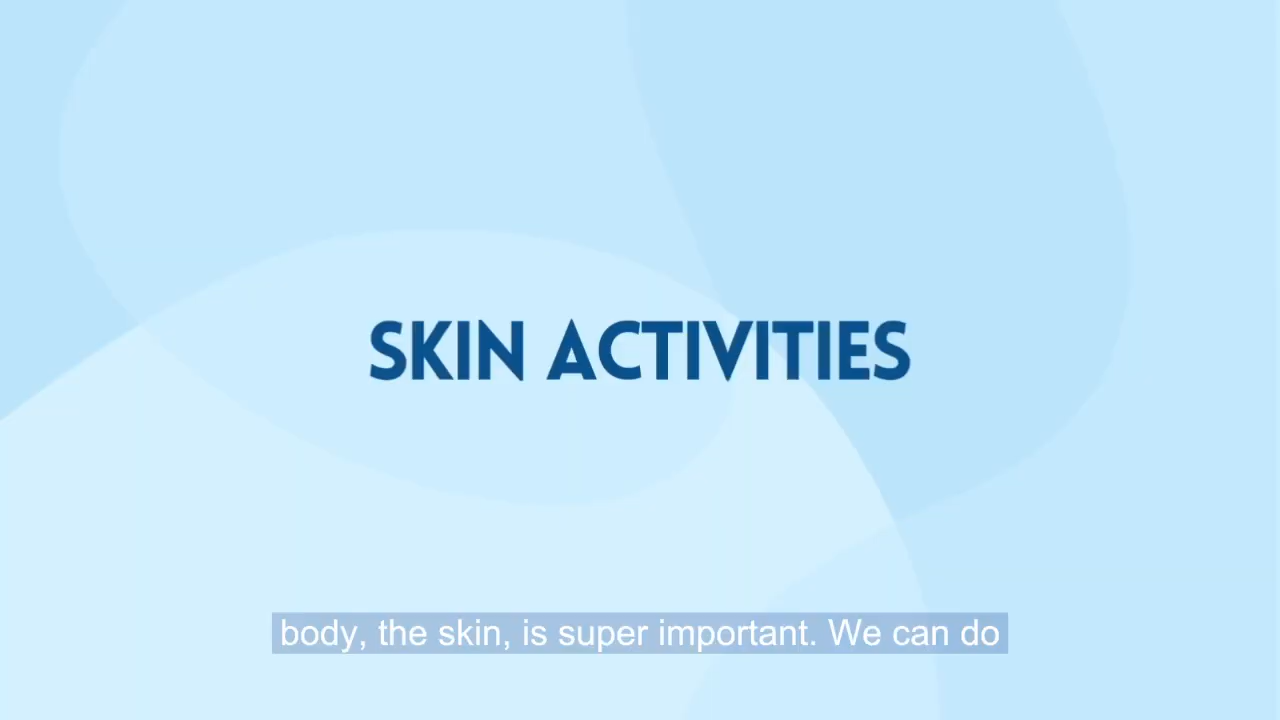 SKIN ACTIVITIES
body, the skin, is super important. We can do